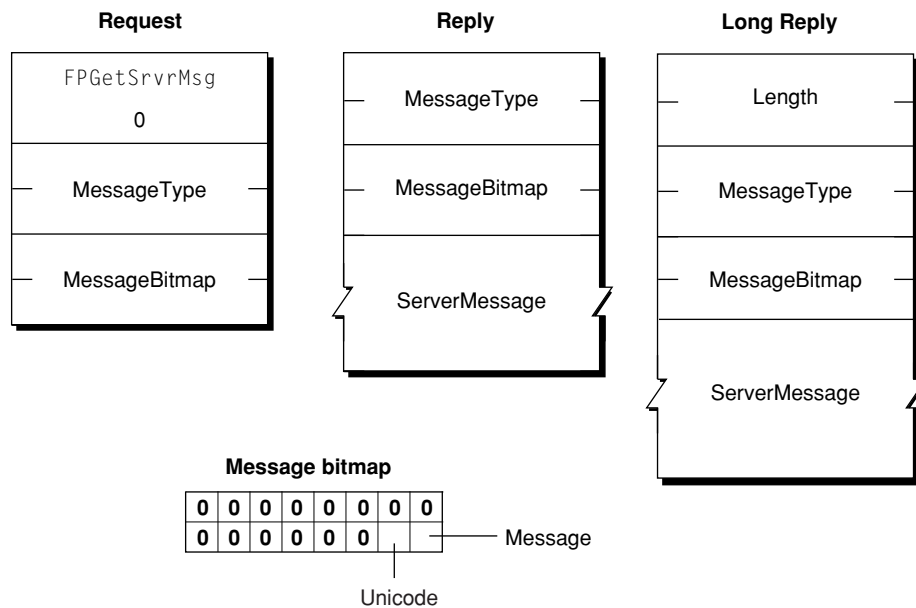 Request
FPGetSrvrMsg
0
MessageType
MessageBitmap
Reply
MessageType
MessageBitmap
ServerMessage
Long Reply
Length
MessageType
MessageBitmap
ServerMessage
Message bitmap
0 0 0 0 0 0 0 0
0 0 0 0 0 0
Message
Unicode